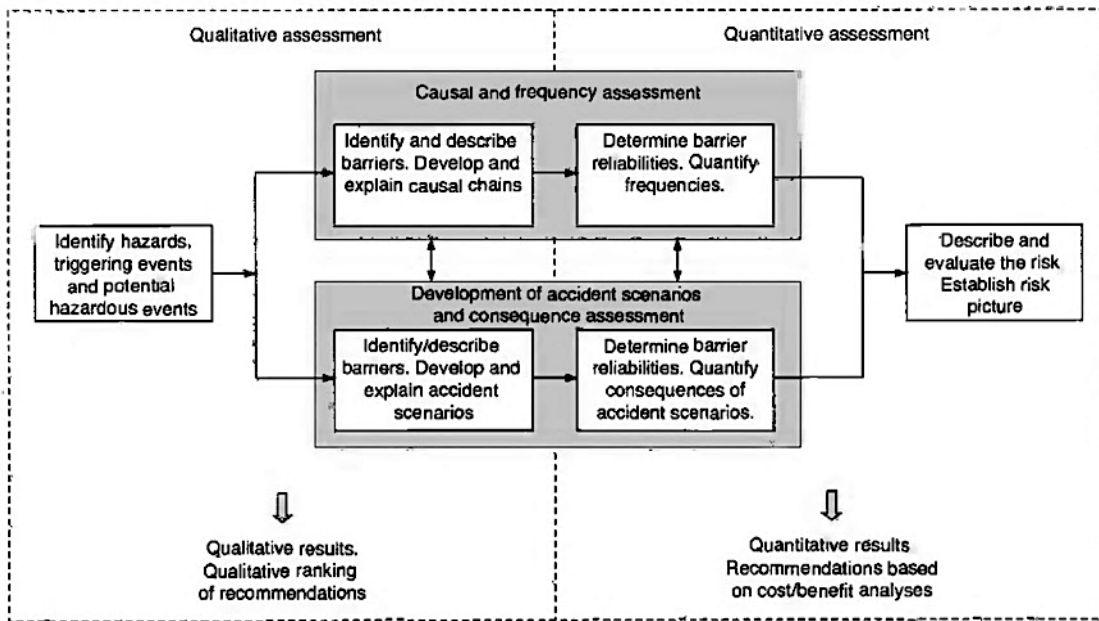 Qualitative assessment
Quantitative assessment
Causal and frequency assessment
Identify and describe
barriers. Develop and
explain causal chains
Determine barrier
reliabilities. Quantify
frequencies.
Identify hazards,
triggering events
and potential
hazardous events
Describe and
evaluate the risk
Establish risk
picture
Development of accident scenarios
and consequence assessment
Identify/describe
barriers. Develop and
explain accident
scenarios
Determine barrier
reliabilities. Quantify
consequences of
accident scenarios.
Qualitative results.
Qualitative ranking
of recommendations
Quantitative results
Recommendations based
on cost/benefit analyses